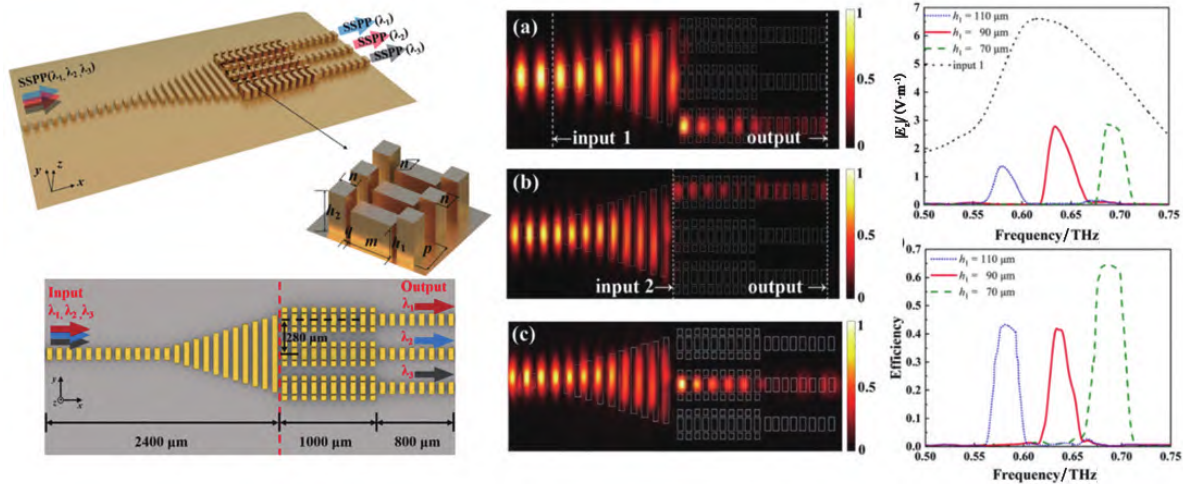 SSPP(λ₁, λ₂, λ₃)
SSPP(λ₁)
SSPP(λ₂)
SSPP(λ₃)
y z x
n n n
h₂ q m h₁ p
Input
λ₁, λ₂, λ₃
Output
λ₁
λ₂
λ₃
280 μm
y z x
2400 μm 1000 μm 800 μm
(a)
←input 1 output→
1
0.5
0
(b)
input 2→ output→
1
0.5
0
(c)
1
0.5
0
h₁ = 110 μm
h₁ = 90 μm
h₁ = 70 μm
input 1
|E_z|/(V·m⁻¹)
7
6
5
4
3
2
1
0
0.50 0.55 0.60 0.65 0.70 0.75
Frequency/THz
h₁ = 110 μm
h₁ = 90 μm
h₁ = 70 μm
Efficiency
0.7
0.6
0.5
0.4
0.3
0.2
0.1
0.0
0.50 0.55 0.60 0.65 0.70 0.75
Frequency/THz